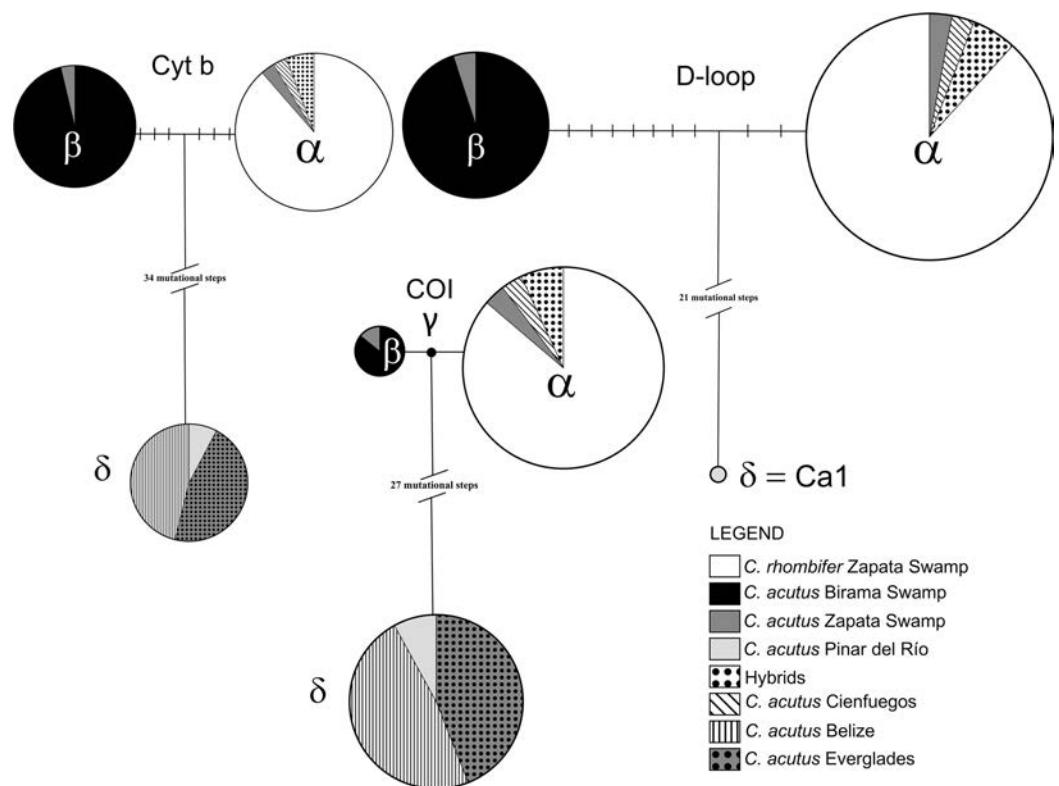 Cyt b
D-loop
β
α
β
α
34 mutational steps
COI
γ
21 mutational steps
β
α
δ
27 mutational steps
δ = Ca1
δ
LEGEND
C. rhombifer Zapata Swamp
C. acutus Birama Swamp
C. acutus Zapata Swamp
C. acutus Pinar del Río
Hybrids
C. acutus Cienfuegos
C. acutus Belize
C. acutus Everglades